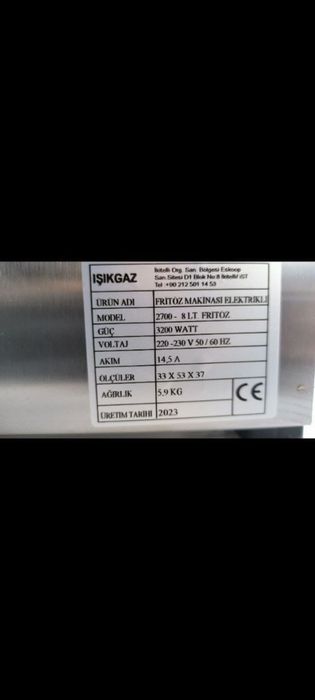 IŞIKGAZ
İkitelli Org. San. Bölgesi Eskoop
San. Sitesi D1 Blok No:8 İkitelli/ İST
Tel +90 212 501 14 53
ÜRÜN ADI FRİTÖZ MAKİNASI ELEKTRİKLİ
MODEL 2700 - 8 LT. FRİTÖZ
GÜÇ 3200 WATT
VOLTAJ 220 -230 V 50 / 60 HZ
AKIM 14,5 A
ÖLÇÜLER 33 X 53 X 37
AĞIRLIK 5,9 KG
CE
ÜRETİM TARİHİ 2023